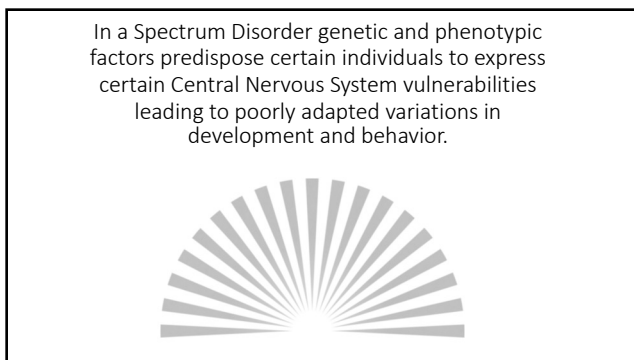 In a Spectrum Disorder genetic and phenotypic
factors predispose certain individuals to express
certain Central Nervous System vulnerabilities
leading to poorly adapted variations in
development and behavior.